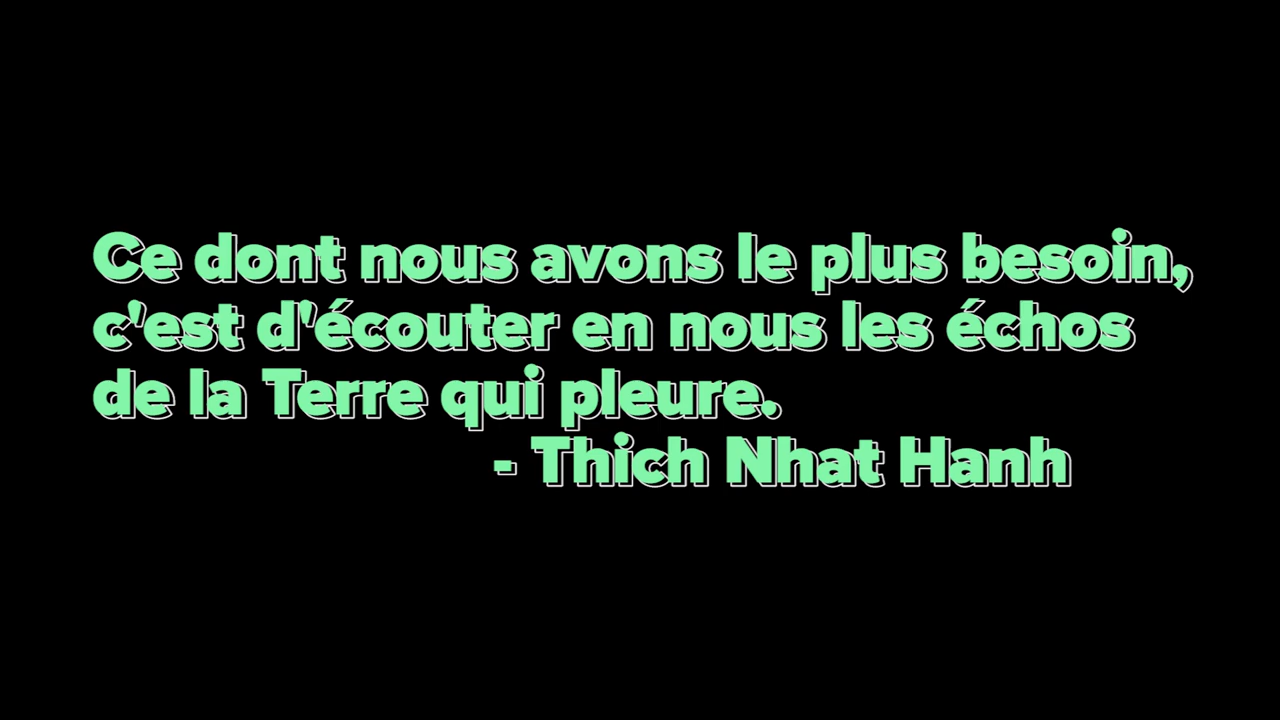 Ce dont nous avons le plus besoin,
c'est d'écouter en nous les échos
de la Terre qui pleure.
- Thich Nhat Hanh